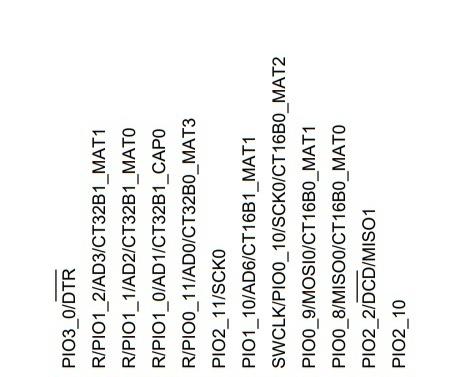 PIO3_0/DTR
R/PIO1_2/AD3/CT32B1_MAT1
R/PIO1_1/AD2/CT32B1_MAT0
R/PIO1_0/AD1/CT32B1_CAP0
R/PIO0_11/AD0/CT32B0_MAT3
PIO2_11/SCK0
PIO1_10/AD6/CT16B1_MAT1
SWCLK/PIO0_10/SCK0/CT16B0_MAT2
PIO0_9/MOSI0/CT16B0_MAT1
PIO0_8/MISO0/CT16B0_MAT0
PIO2_2/DCD/MISO1
PIO2_10